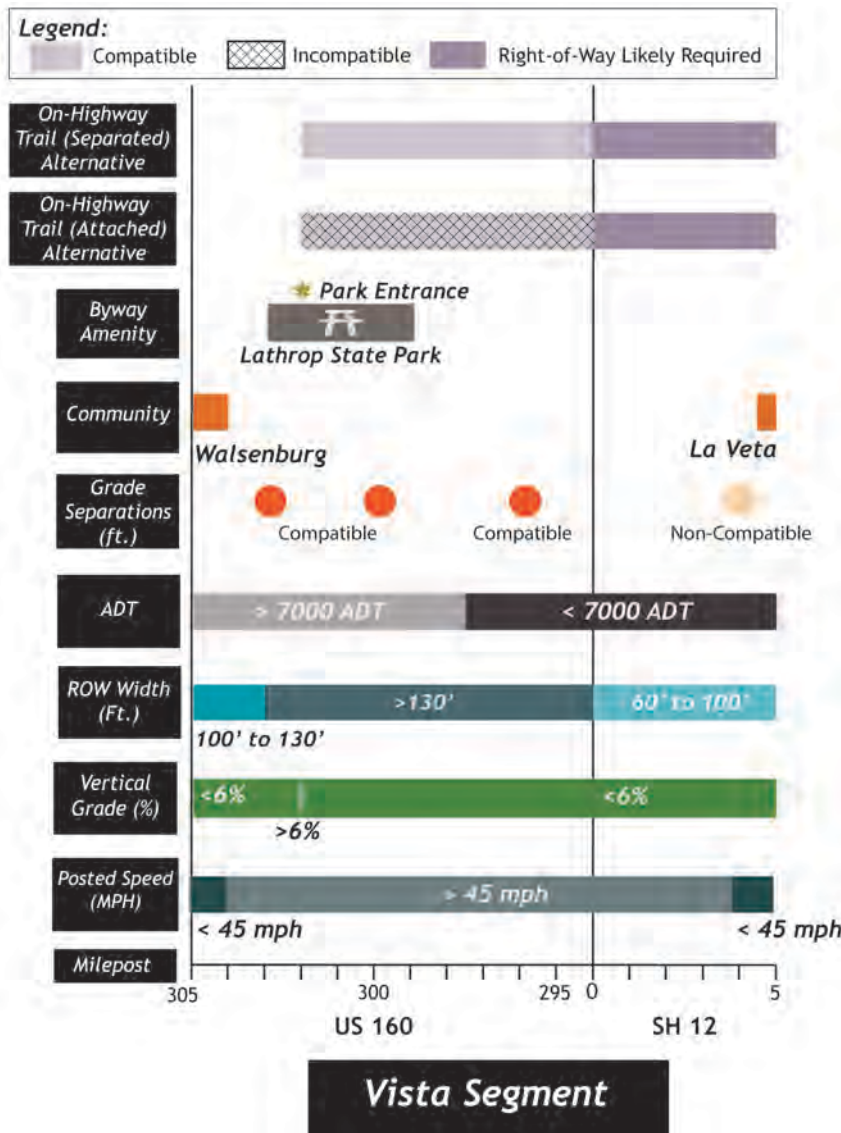 Legend:
Compatible
Incompatible
Right-of-Way Likely Required
On-Highway
Trail (Separated)
Alternative
On-Highway
Trail (Attached)
Alternative
Byway
Amenity
Park Entrance
Lathrop State Park
Community
Walsenburg
La Veta
Grade
Separations
(ft.)
Compatible
Compatible
Non-Compatible
ADT
> 7000 ADT
< 7000 ADT
ROW Width
(Ft.)
>130'
60' to 100'
100' to 130'
Vertical
Grade (%)
<6%
<6%
>6%
Posted Speed
(MPH)
> 45 mph
< 45 mph
< 45 mph
Milepost
305
300
295
0
5
US 160
SH 12
Vista Segment